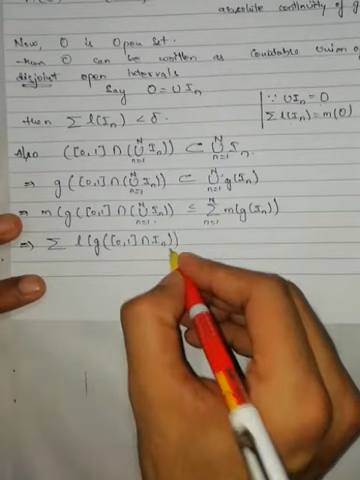 absolute continuity of g
Now, O is open set.
then O can be written as countable union of
disjoint open intervals
Say O = ∪ Iₙ
then ∑ l(Iₙ) < δ.
∵ ∪Iₙ = O
∑ l(Iₙ) = m(O)
Also ([0,1] ∩ (∪ₙ₌₁ᴺ Iₙ)) ⊂ ∪ₙ₌₁ᴺ Iₙ.
⇒ g([0,1] ∩ (∪ₙ₌₁ᴺ Iₙ)) ⊂ ∪ₙ₌₁ᴺ g(Iₙ)
⇒ m(g([0,1] ∩ (∪ₙ₌₁ᴺ Iₙ)) ≤ ∑ₙ₌₁ᴺ m(g(Iₙ))
⇒ ∑ l(g([0,1] ∩ Iₙ))